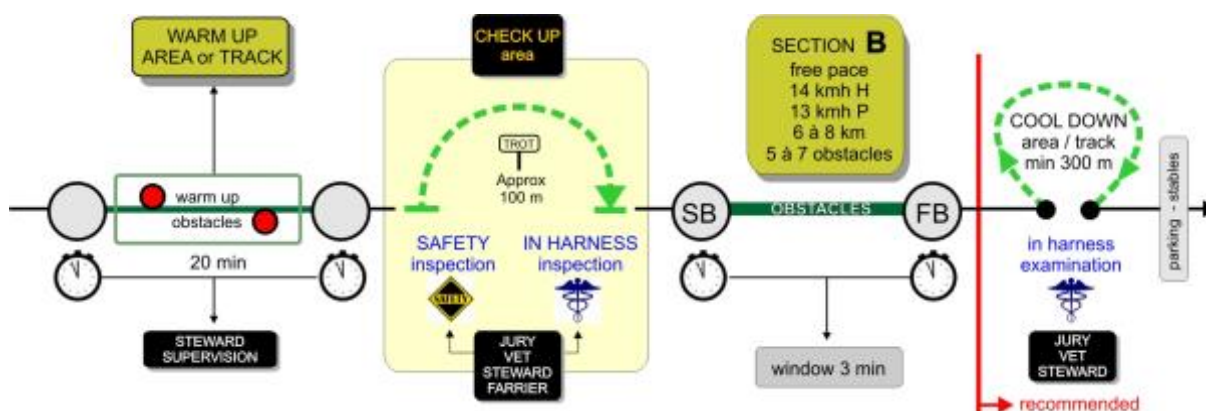 WARM UP
AREA or TRACK
warm up
obstacles
20 min
STEWARD
SUPERVISION
CHECK UP
area
TROT
Approx
100 m
SAFETY
inspection
SAFETY
IN HARNESS
inspection
JURY
VET
STEWARD
FARRIER
SECTION B
free pace
14 kmh H
13 kmh P
6 à 8 km
5 à 7 obstacles
SB
OBSTACLES
FB
window 3 min
COOL DOWN
area / track
min 300 m
in harness
examination
JURY
VET
STEWARD
recommended
parking - stables